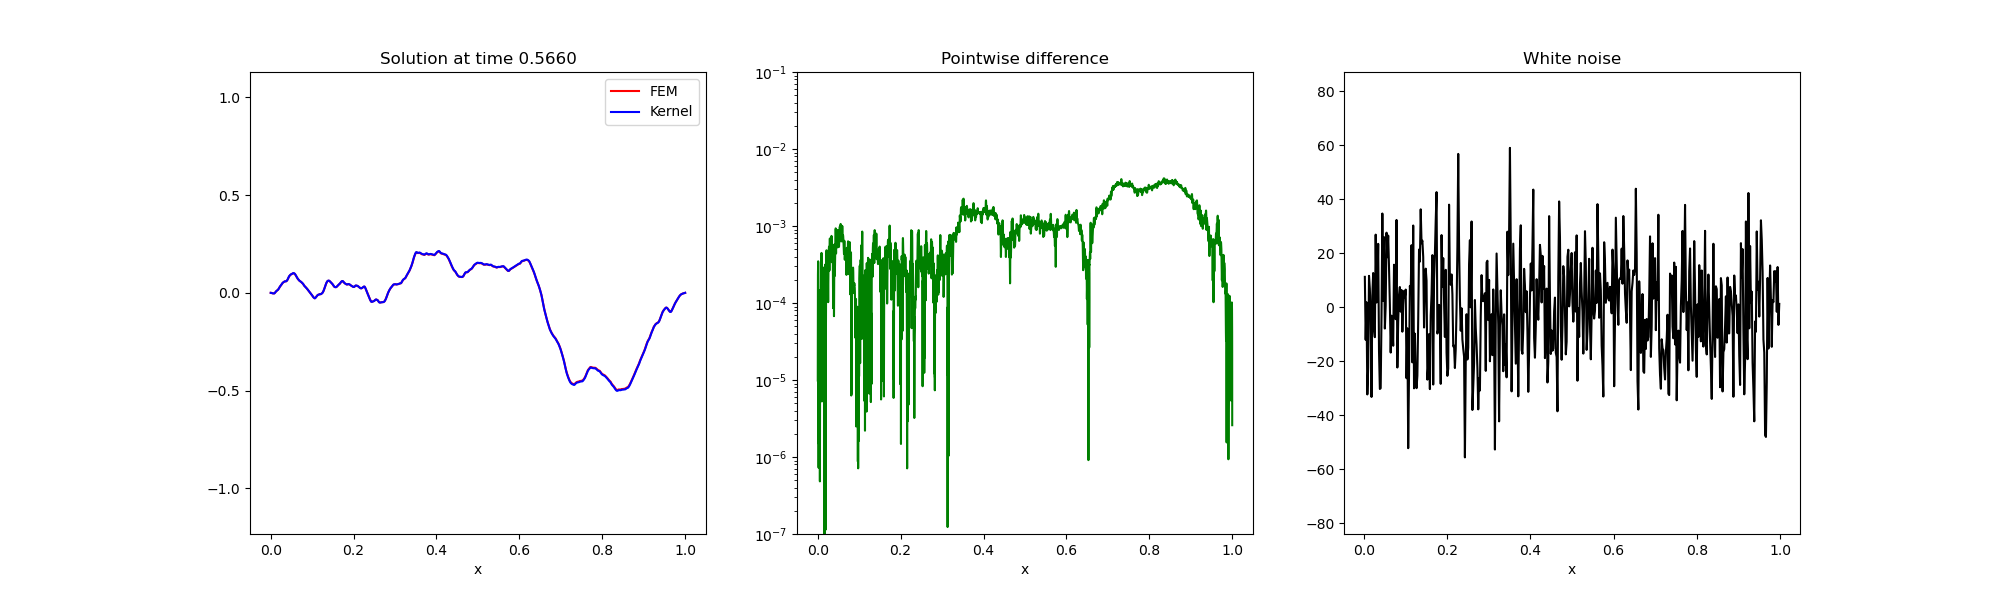 Solution at time 0.5660
FEM
Kernel
1.0
0.5
0.0
−0.5
−1.0
0.0 0.2 0.4 0.6 0.8 1.0
x
Pointwise difference
10⁻¹
10⁻²
10⁻³
10⁻⁴
10⁻⁵
10⁻⁶
10⁻⁷
0.0 0.2 0.4 0.6 0.8 1.0
x
White noise
80
60
40
20
0
−20
−40
−60
−80
0.0 0.2 0.4 0.6 0.8 1.0
x